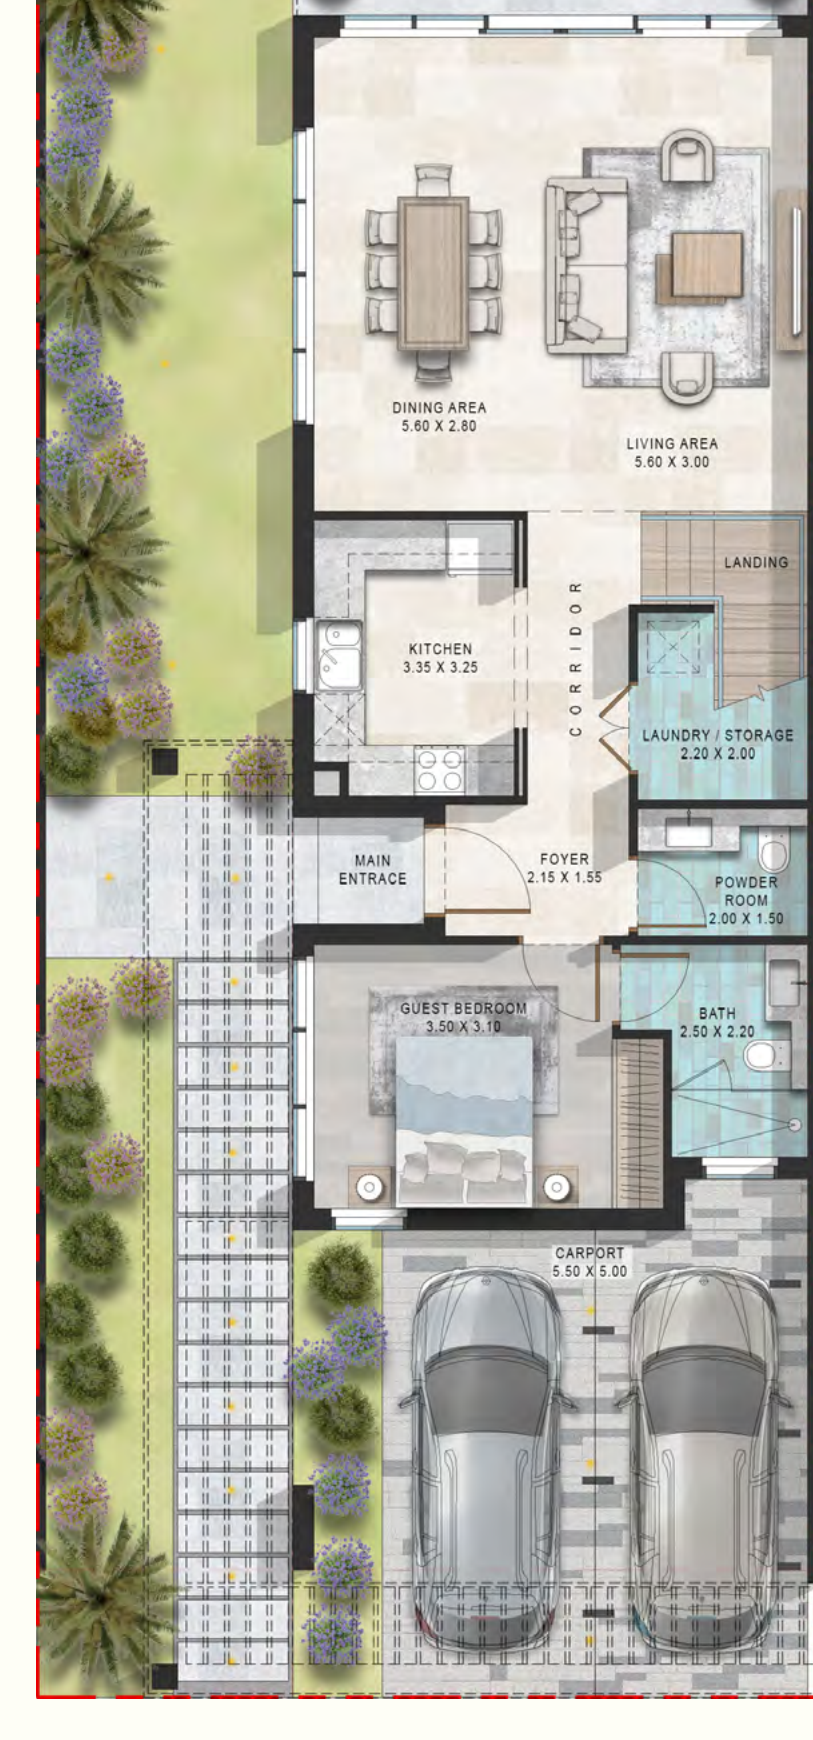 DINING AREA
5.60 X 2.80
LIVING AREA
5.60 X 3.00
LANDING
KITCHEN
3.35 X 3.25
CORRIDOR
LAUNDRY / STORAGE
2.20 X 2.00
MAIN
ENTRACE
FOYER
2.15 X 1.55
POWDER
ROOM
2.00 X 1.50
GUEST BEDROOM
3.50 X 3.10
BATH
2.50 X 2.20
CARPORT
5.50 X 5.00